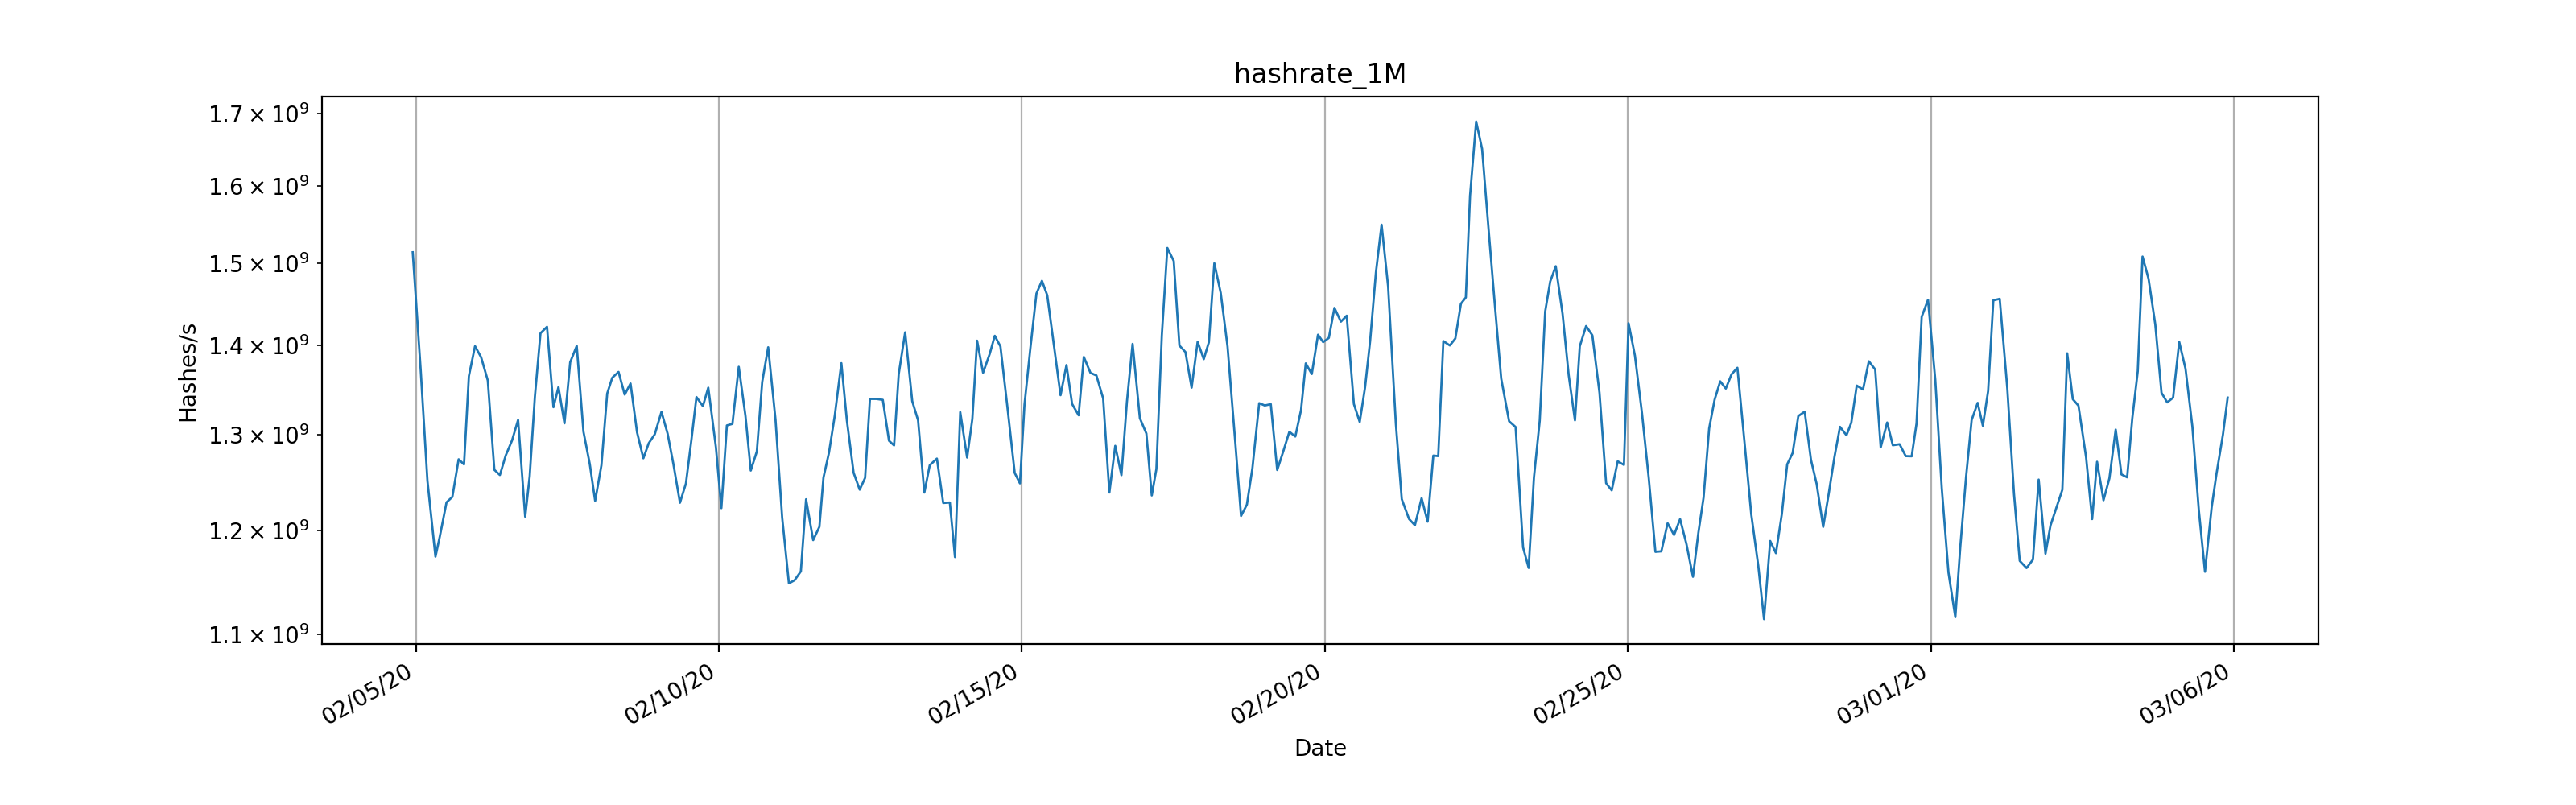 hashrate_1M
1.7 × 10⁹
1.6 × 10⁹
1.5 × 10⁹
1.4 × 10⁹
1.3 × 10⁹
1.2 × 10⁹
1.1 × 10⁹
Hashes/s
02/05/20
02/10/20
02/15/20
02/20/20
02/25/20
03/01/20
03/06/20
Date